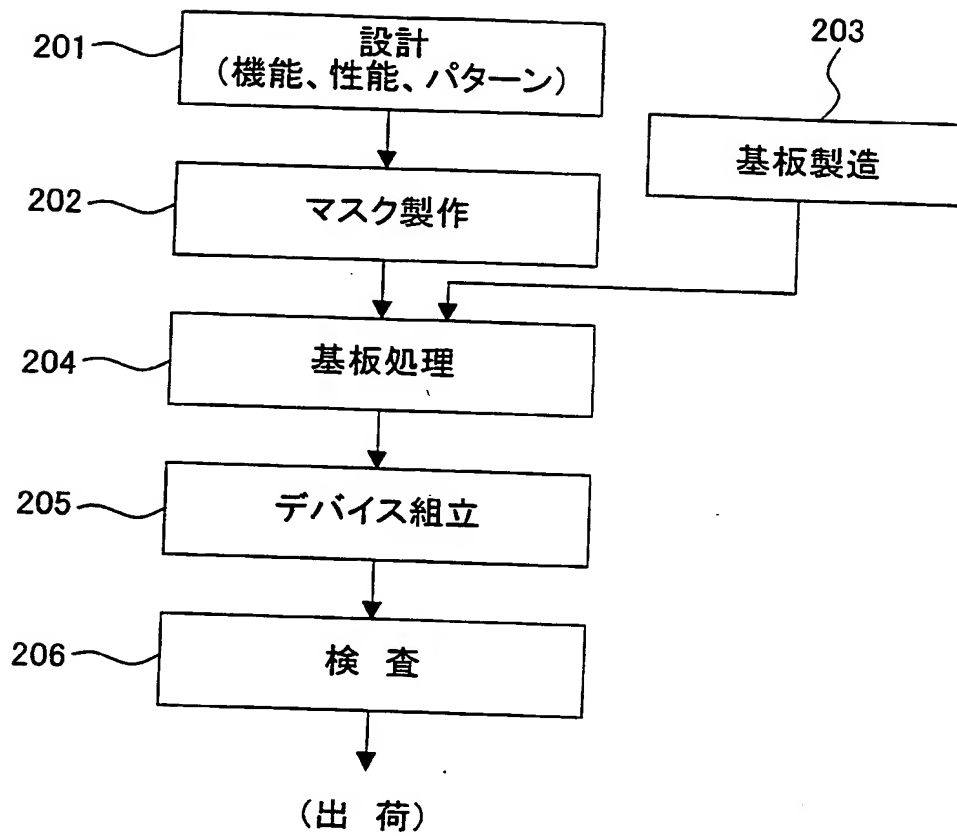 201
設計
(機能、性能、パターン)
203
基板製造
202
マスク製作
204
基板処理
205
デバイス組立
206
検 査
(出 荷)